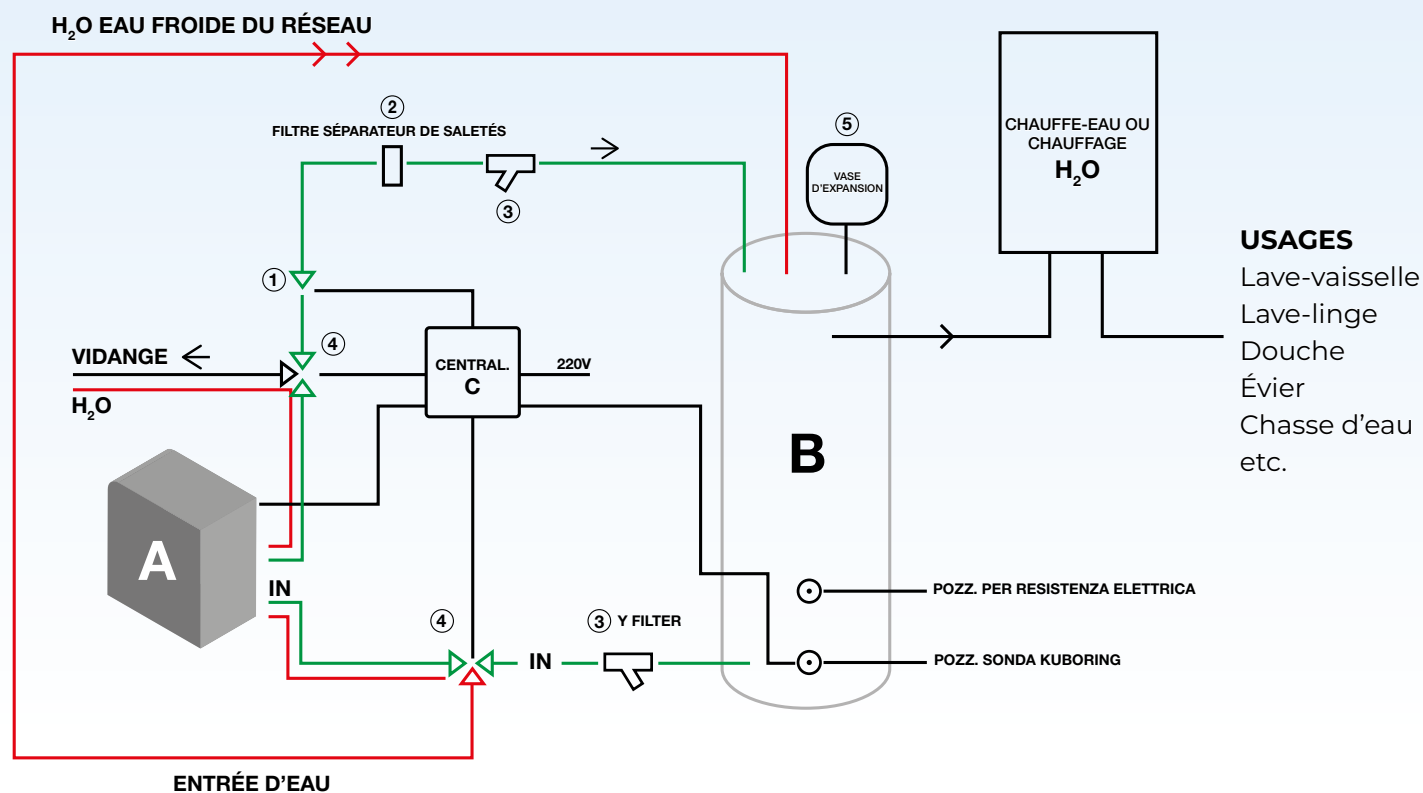 H₂O EAU FROIDE DU RÉSEAU
②
FILTRE SÉPARATEUR DE SALETÉS
③
⑤
VASE
D'EXPANSION
CHAUFFE-EAU OU
CHAUFFAGE
H₂O
USAGES
Lave-vaisselle
Lave-linge
Douche
Évier
Chasse d'eau
etc.
①
④
VIDANGE
H₂O
CENTRAL.
C
220V
B
A
IN
POZZ. PER RESISTENZA ELETTRICA
④
③ Y FILTER
IN
POZZ. SONDA KUBORING
ENTRÉE D'EAU